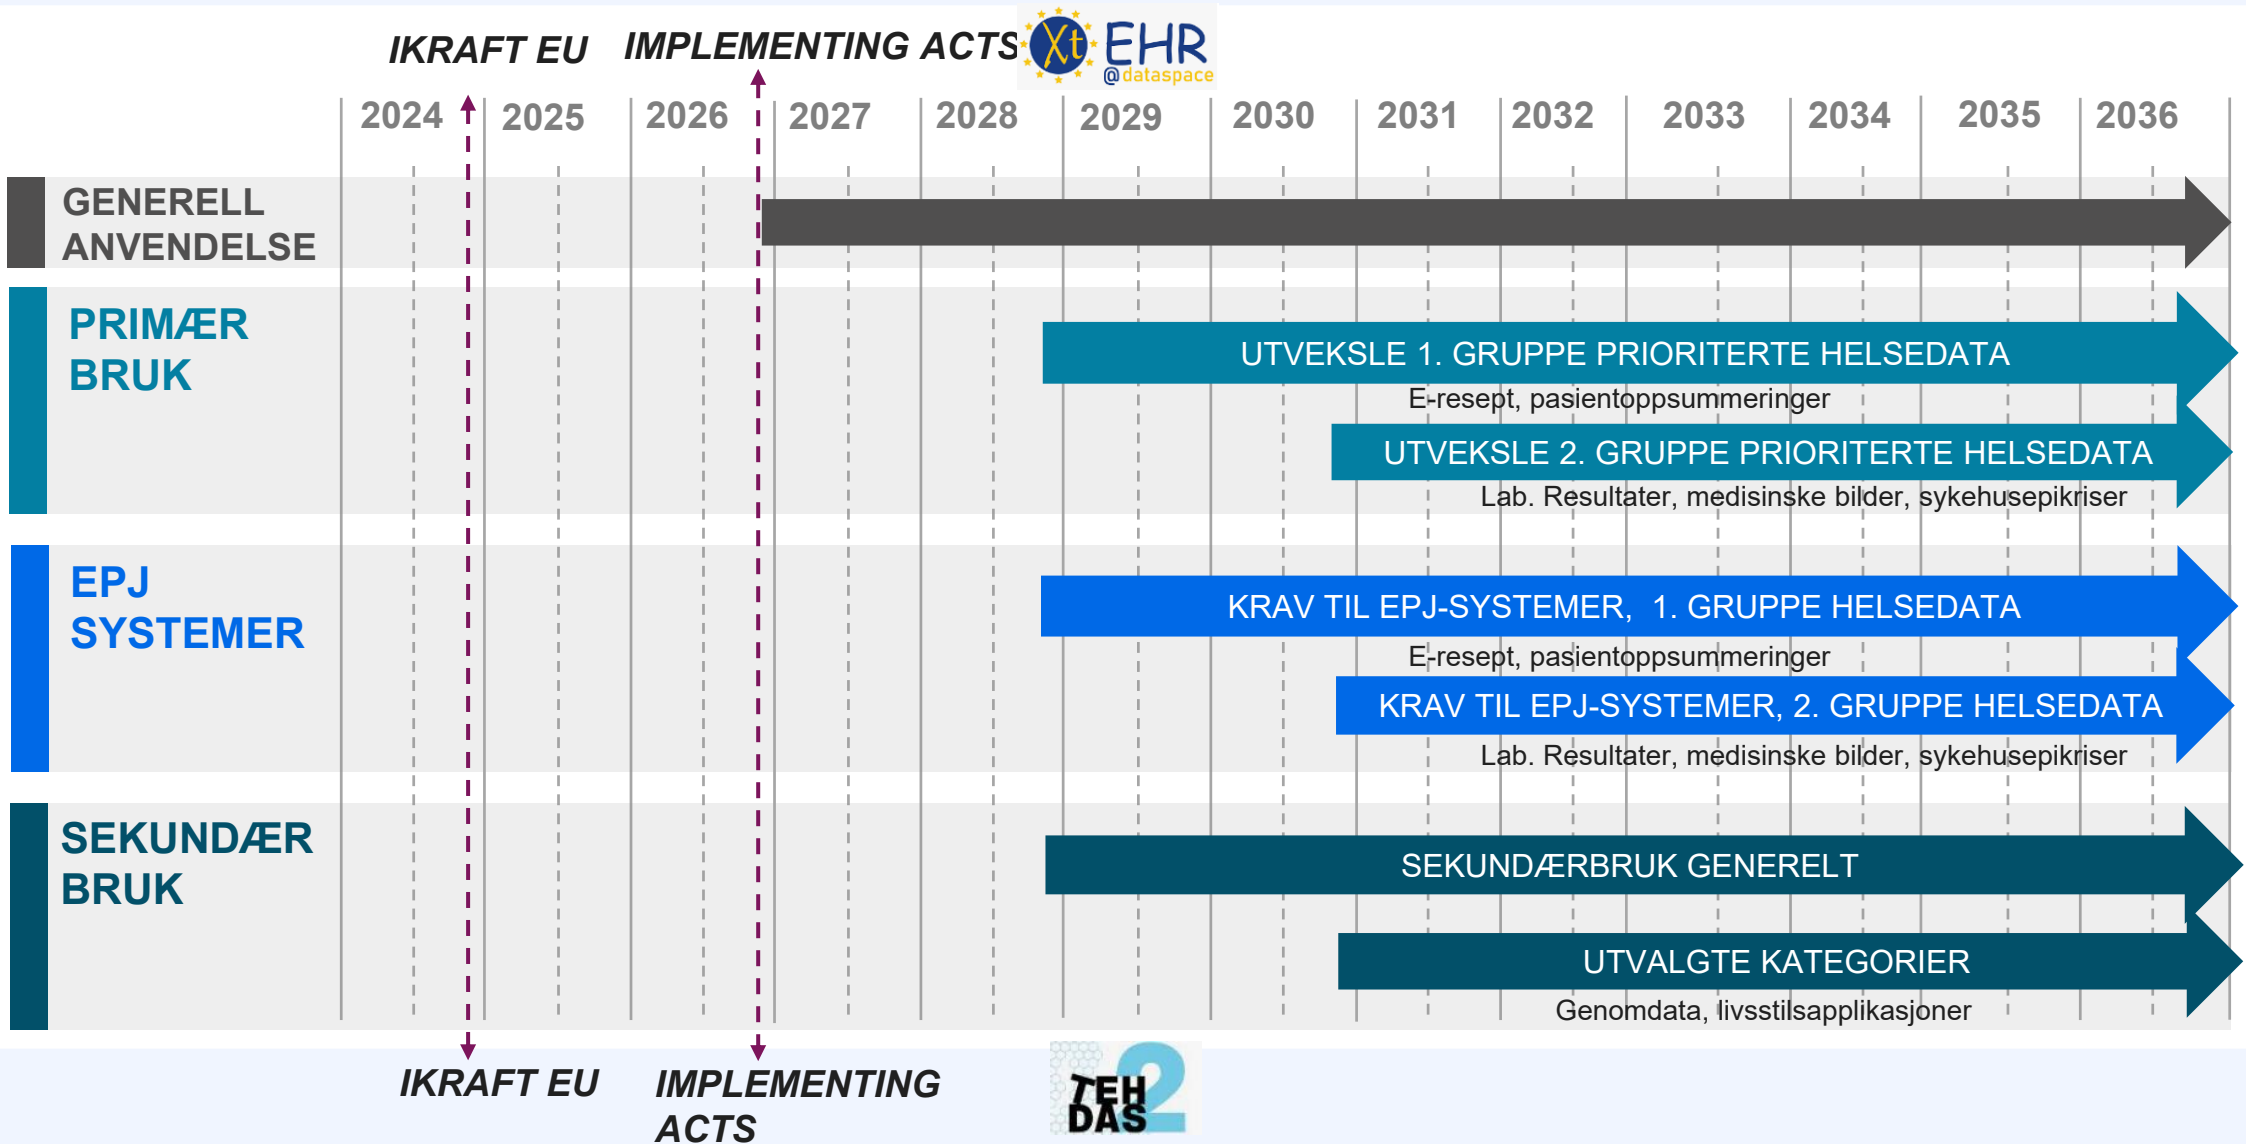 IKRAFT EU
IMPLEMENTING ACTS
Xt EHR
@dataspace
2024 2025 2026 2027 2028 2029 2030 2031 2032 2033 2034 2035 2036
GENERELL
ANVENDELSE
PRIMÆR
BRUK
UTVEKSLE 1. GRUPPE PRIORITERTE HELSEDATA
E-resept, pasientoppsummeringer
UTVEKSLE 2. GRUPPE PRIORITERTE HELSEDATA
Lab. Resultater, medisinske bilder, sykehusepikriser
EPJ
SYSTEMER
KRAV TIL EPJ-SYSTEMER, 1. GRUPPE HELSEDATA
E-resept, pasientoppsummeringer
KRAV TIL EPJ-SYSTEMER, 2. GRUPPE HELSEDATA
Lab. Resultater, medisinske bilder, sykehusepikriser
SEKUNDÆR
BRUK
SEKUNDÆRBRUK GENERELT
UTVALGTE KATEGORIER
Genomdata, livsstilsapplikasjoner
IKRAFT EU
IMPLEMENTING
ACTS
TEH
DAS
2